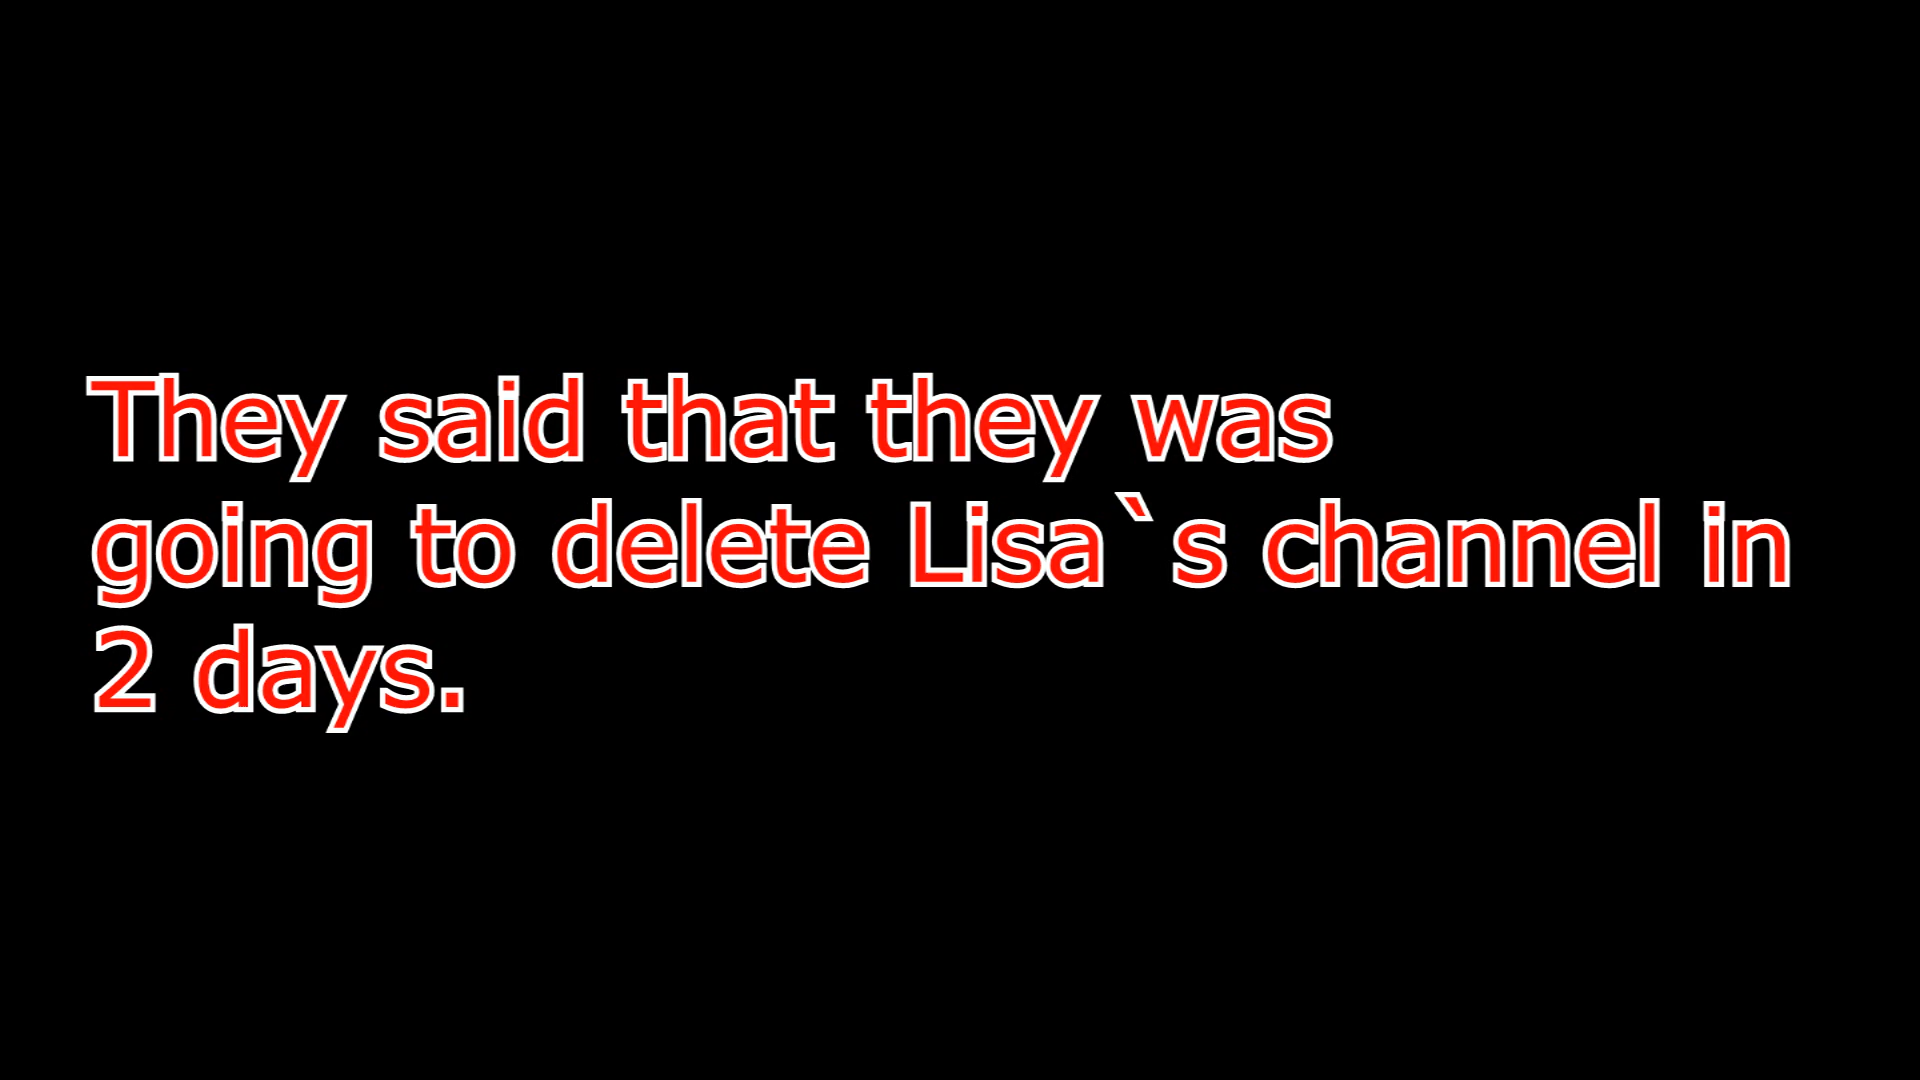 They said that they was
going to delete Lisa`s channel in
2 days.